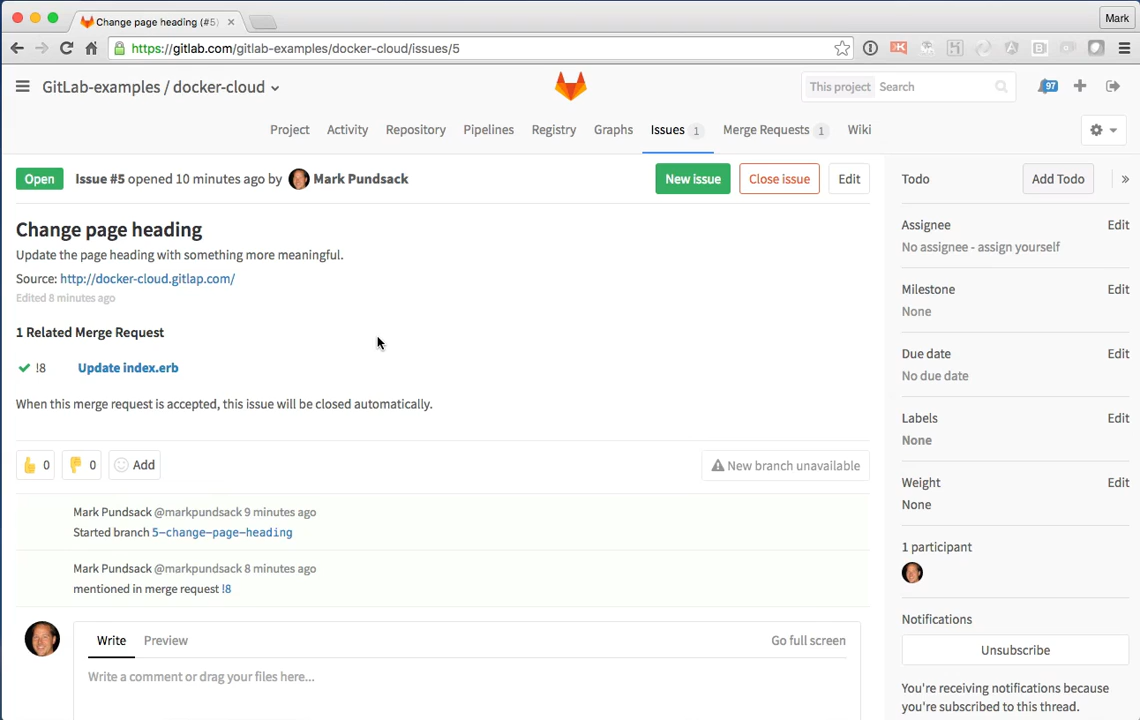 Change page heading (#5)
Mark
https://gitlab.com/gitlab-examples/docker-cloud/issues/5
GitLab-examples / docker-cloud
This project Search
97
Project Activity Repository Pipelines Registry Graphs Issues 1 Merge Requests 1 Wiki
Open Issue #5 opened 10 minutes ago by Mark Pundsack
New issue Close issue Edit
Change page heading
Update the page heading with something more meaningful.
Source: http://docker-cloud.gitlap.com/
Edited 8 minutes ago
1 Related Merge Request
!8 Update index.erb
When this merge request is accepted, this issue will be closed automatically.
0 0 Add
New branch unavailable
Mark Pundsack @markpundsack 9 minutes ago
Started branch 5-change-page-heading
Mark Pundsack @markpundsack 8 minutes ago
mentioned in merge request !8
Write Preview Go full screen
Write a comment or drag your files here...
Todo Add Todo »
Assignee Edit
No assignee - assign yourself
Milestone Edit
None
Due date Edit
No due date
Labels Edit
None
Weight Edit
None
1 participant
Notifications
Unsubscribe
You're receiving notifications because
you're subscribed to this thread.